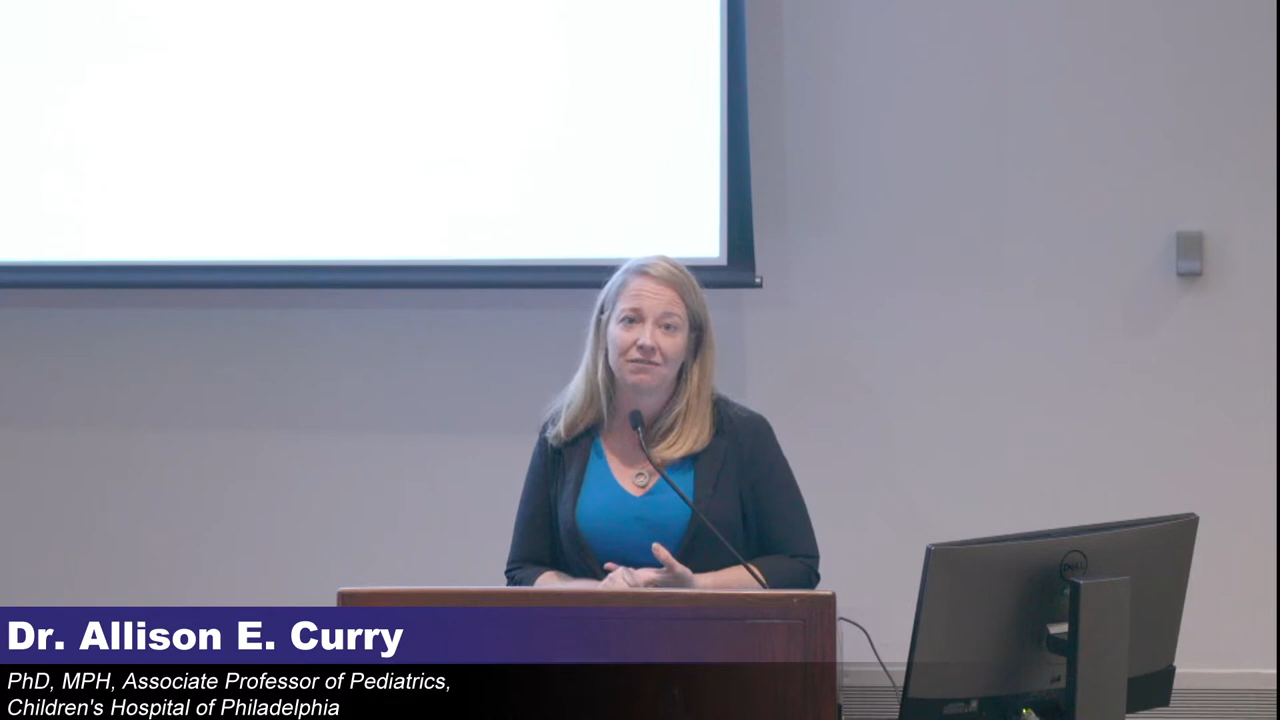 DELL
Dr. Allison E. Curry
PhD, MPH, Associate Professor of Pediatrics,
Children's Hospital of Philadelphia